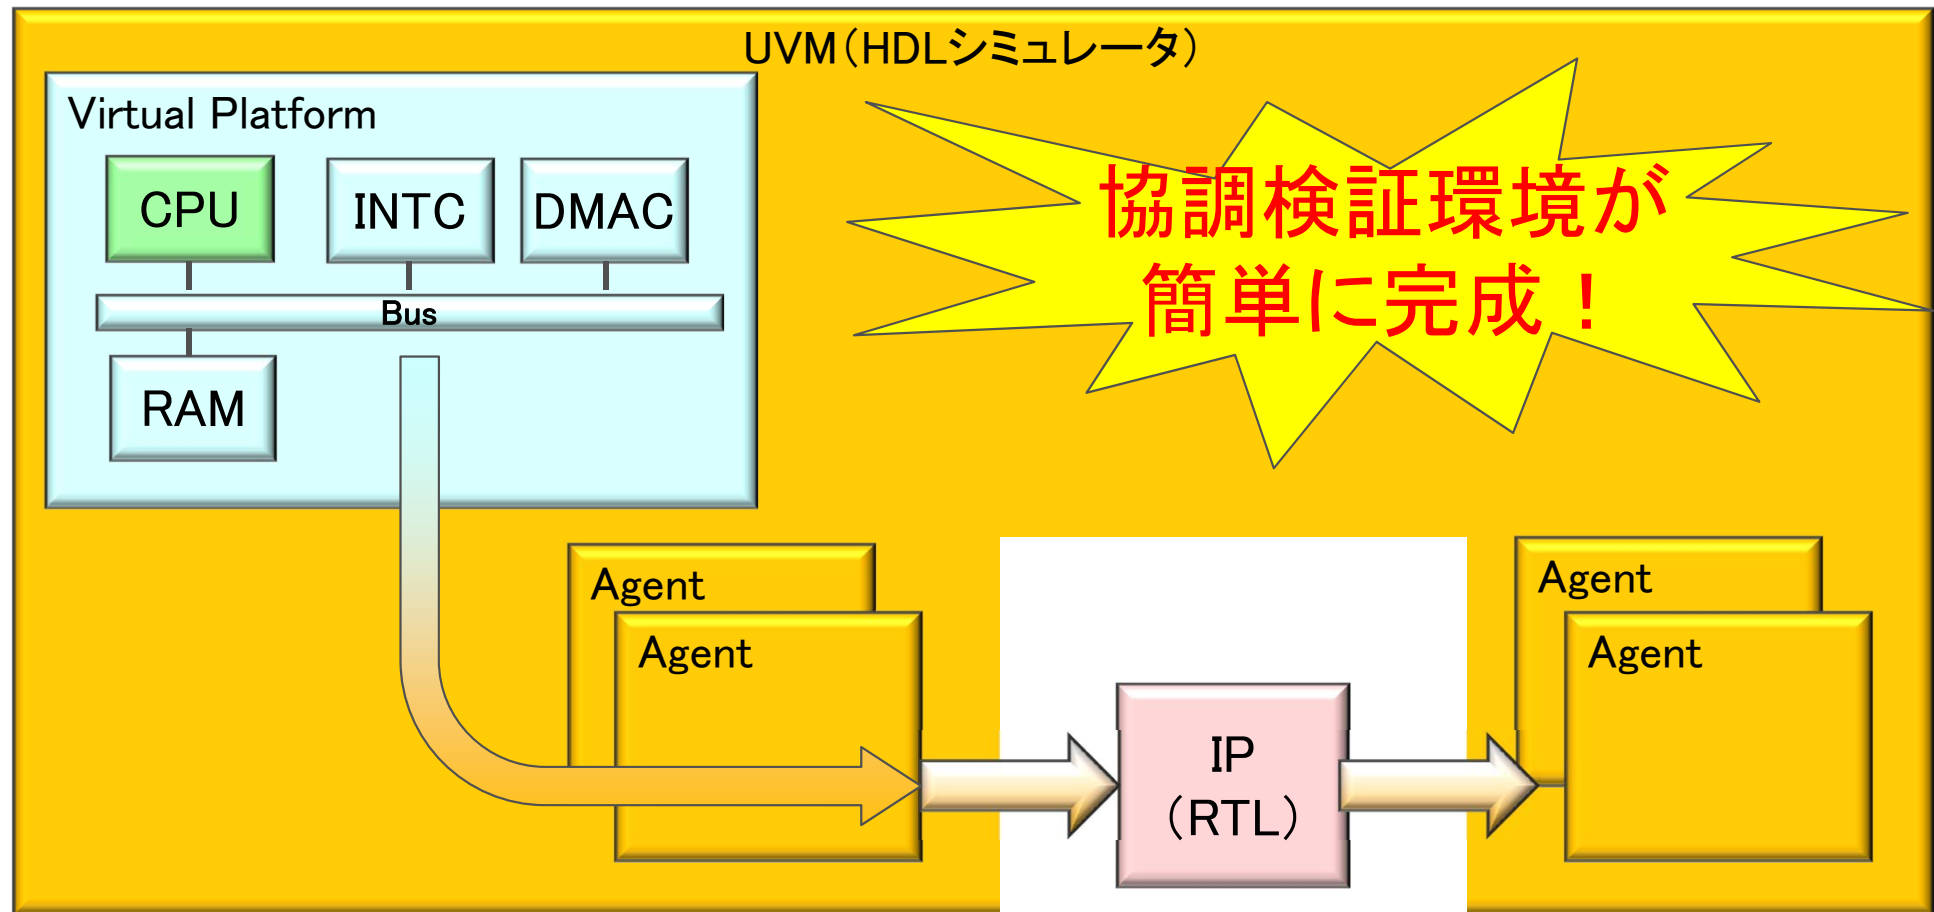 UVM（HDLシミュレータ）
Virtual Platform
CPU
INTC
DMAC
Bus
RAM
協調検証環境が
簡単に完成！
Agent
Agent
IP
（RTL）
Agent
Agent